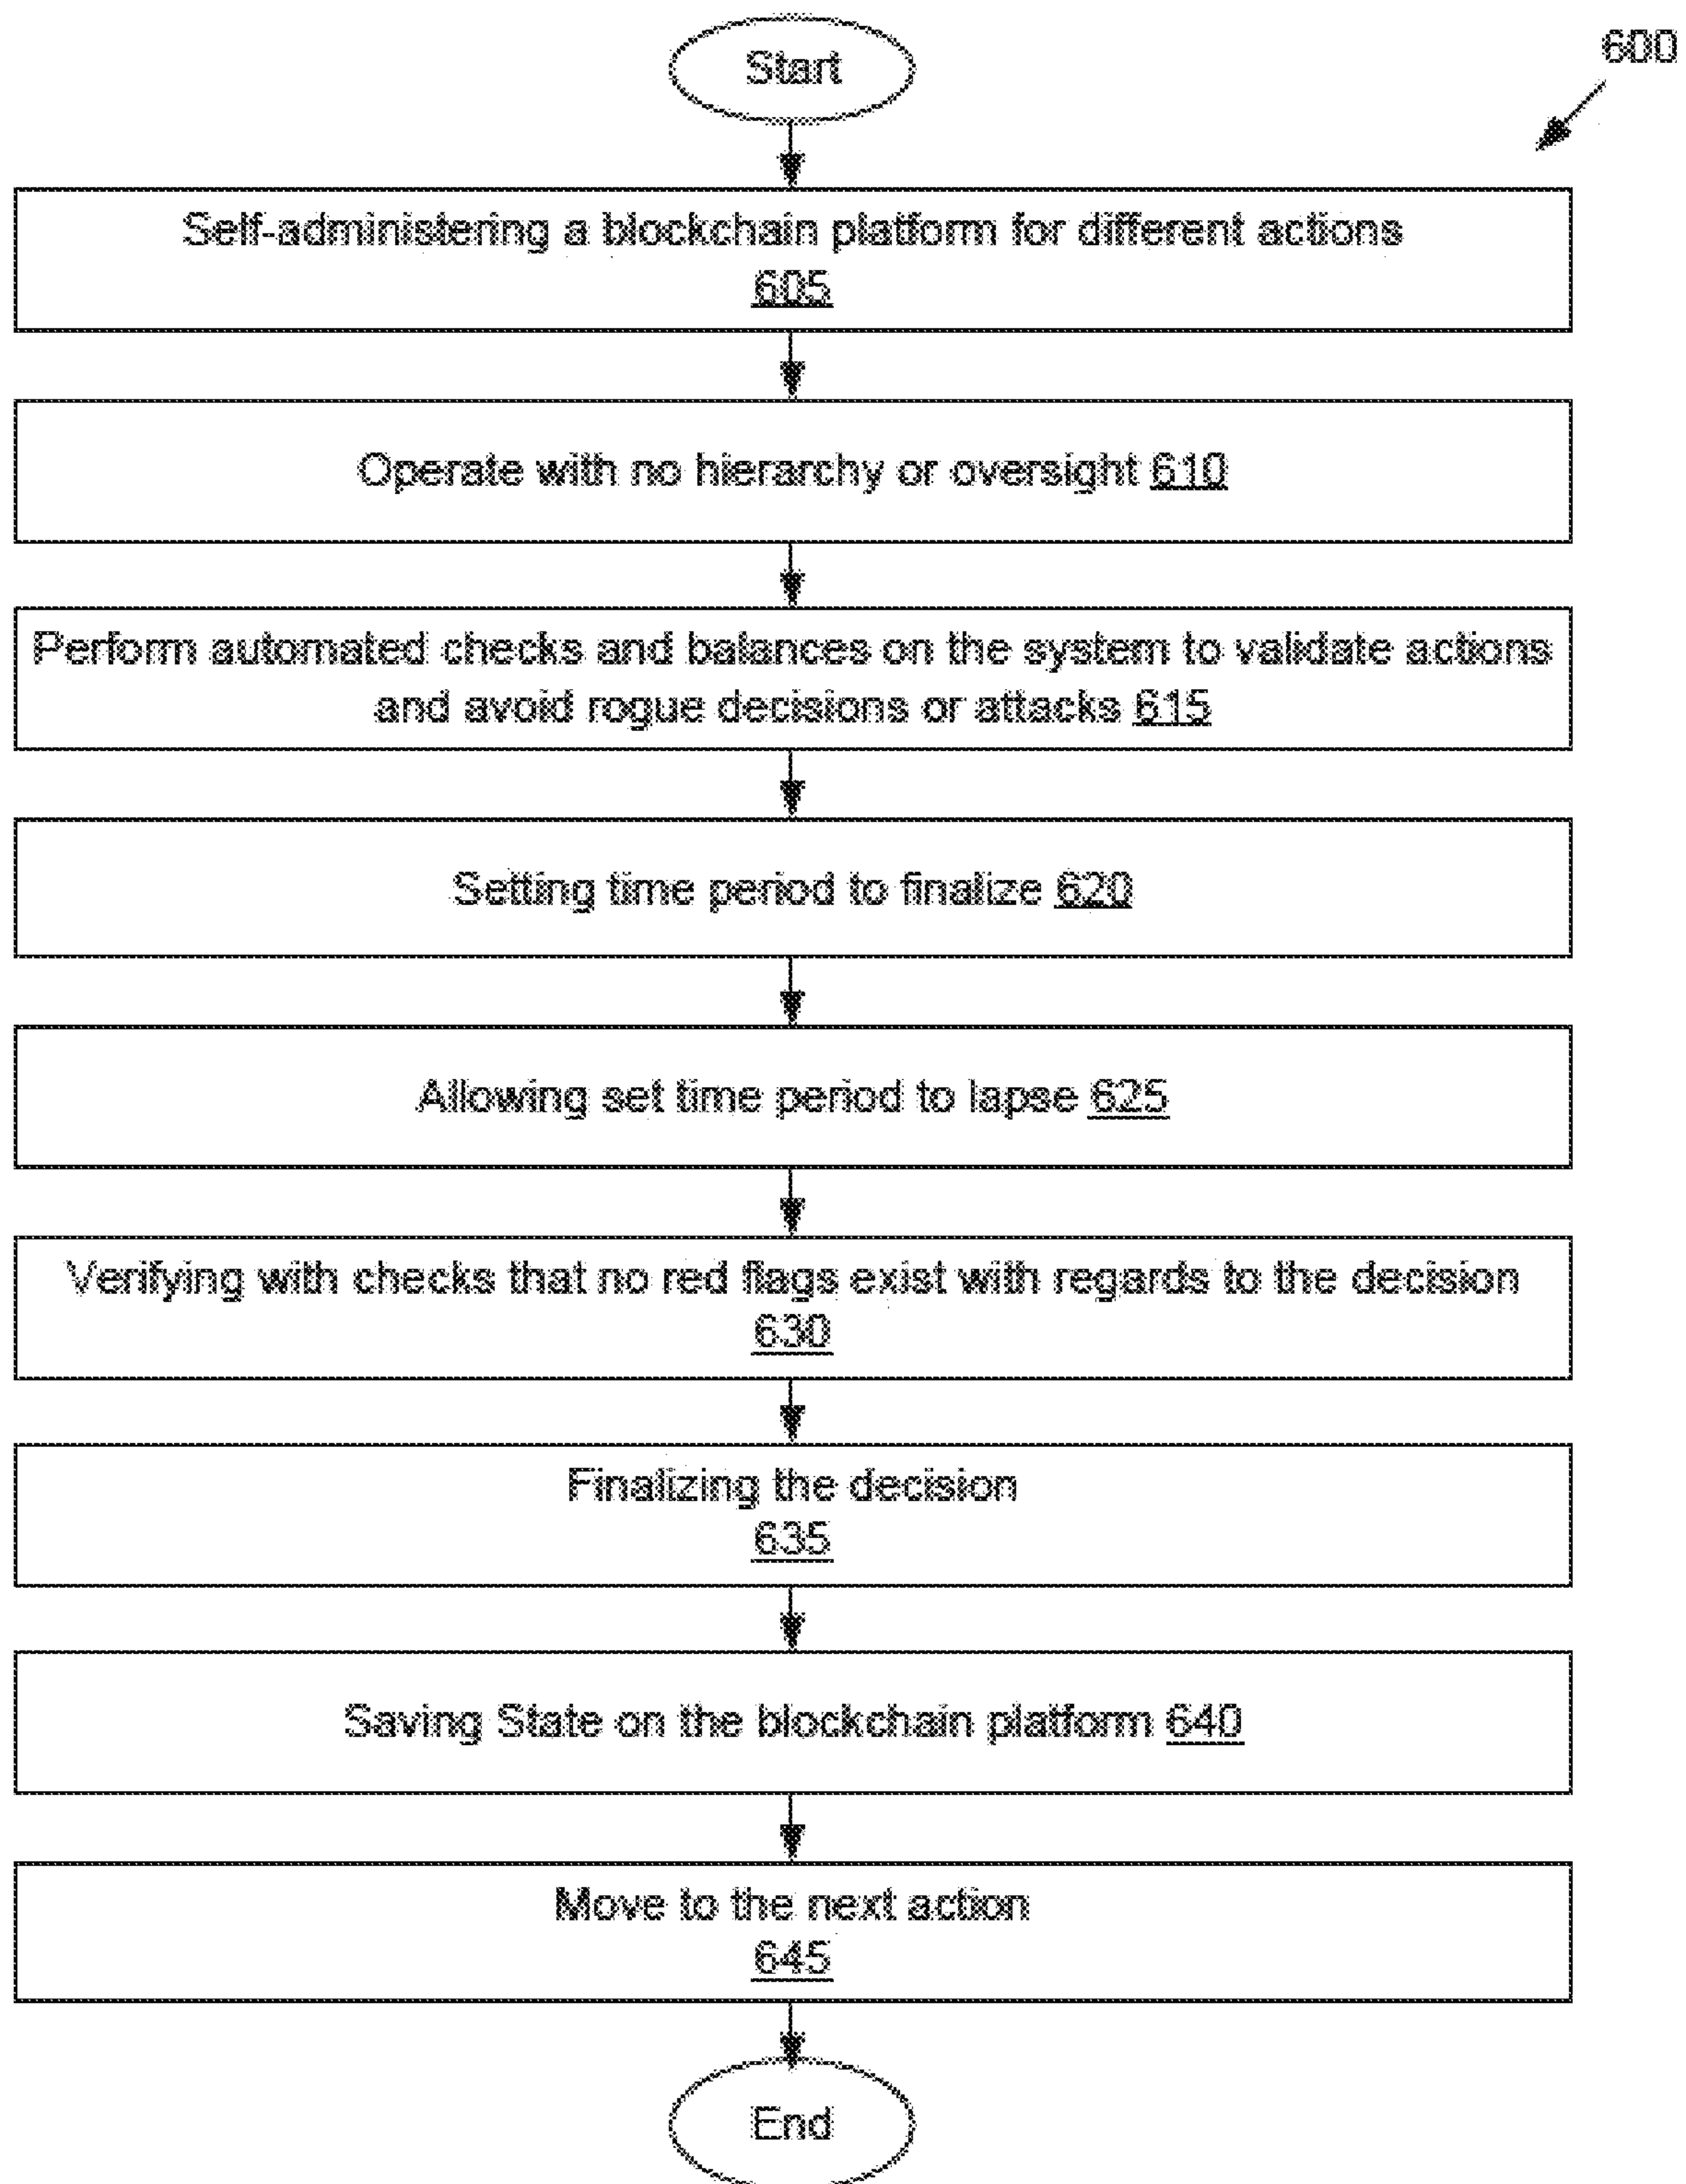 Start
600
Self-administering a blockchain platform for different actions
605
Operate with no hierarchy or oversight 610
Perform automated checks and balances on the system to validate actions
and avoid rogue decisions or attacks 615
Setting time period to finalize 620
Allowing set time period to lapse 625
Verifying with checks that no red flags exist with regards to the decision
630
Finalizing the decision
635
Saving State on the blockchain platform 640
Move to the next action
645
End